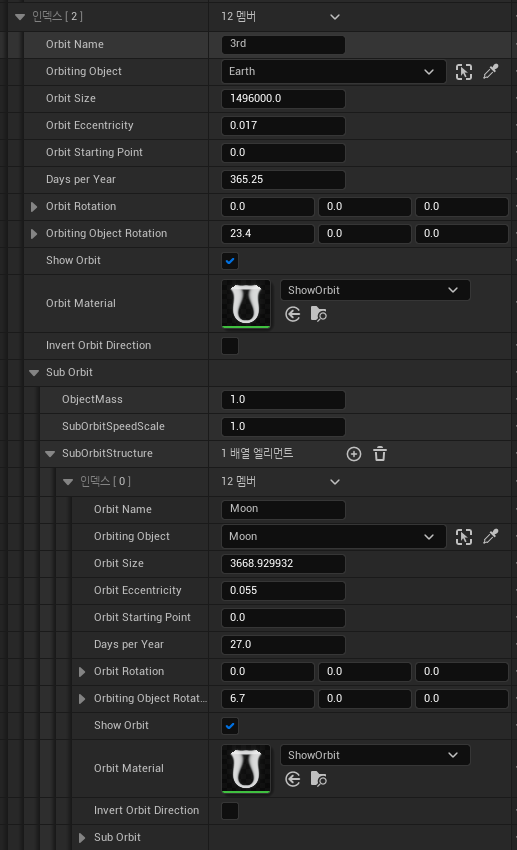 인덱스 [ 2 ] 12 멤버
Orbit Name 3rd
Orbiting Object Earth
Orbit Size 1496000.0
Orbit Eccentricity 0.017
Orbit Starting Point 0.0
Days per Year 365.25
Orbit Rotation 0.0 0.0 0.0
Orbiting Object Rotation 23.4 0.0 0.0
Show Orbit
Orbit Material ShowOrbit
Invert Orbit Direction
Sub Orbit
ObjectMass 1.0
SubOrbitSpeedScale 1.0
SubOrbitStructure 1 배열 엘리먼트
인덱스 [ 0 ] 12 멤버
Orbit Name Moon
Orbiting Object Moon
Orbit Size 3668.929932
Orbit Eccentricity 0.055
Orbit Starting Point 0.0
Days per Year 27.0
Orbit Rotation 0.0 0.0 0.0
Orbiting Object Rotat... 6.7 0.0 0.0
Show Orbit
Orbit Material ShowOrbit
Invert Orbit Direction
Sub Orbit